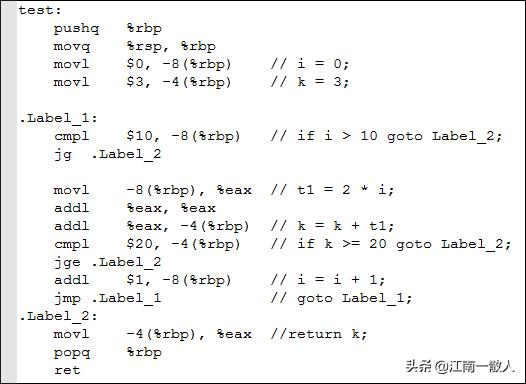 test:
    pushq   %rbp
    movq    %rsp, %rbp
    movl    $0, -8(%rbp)    // i = 0;
    movl    $3, -4(%rbp)    // k = 3;
.Label_1:
    cmpl    $10, -8(%rbp)   // if i > 10 goto Label_2;
    jg  .Label_2
    movl    -8(%rbp), %eax  // t1 = 2 * i;
    addl    %eax, %eax
    addl    %eax, -4(%rbp)  // k = k + t1;
    cmpl    $20, -4(%rbp)   // if k >= 20 goto Label_2;
    jge .Label_2
    addl    $1, -8(%rbp)    // i = i + 1;
    jmp .Label_1            // goto Label_1;
.Label_2:
    movl    -4(%rbp), %eax  //return k;
    popq    %rbp
    ret
头条 @江南一散人